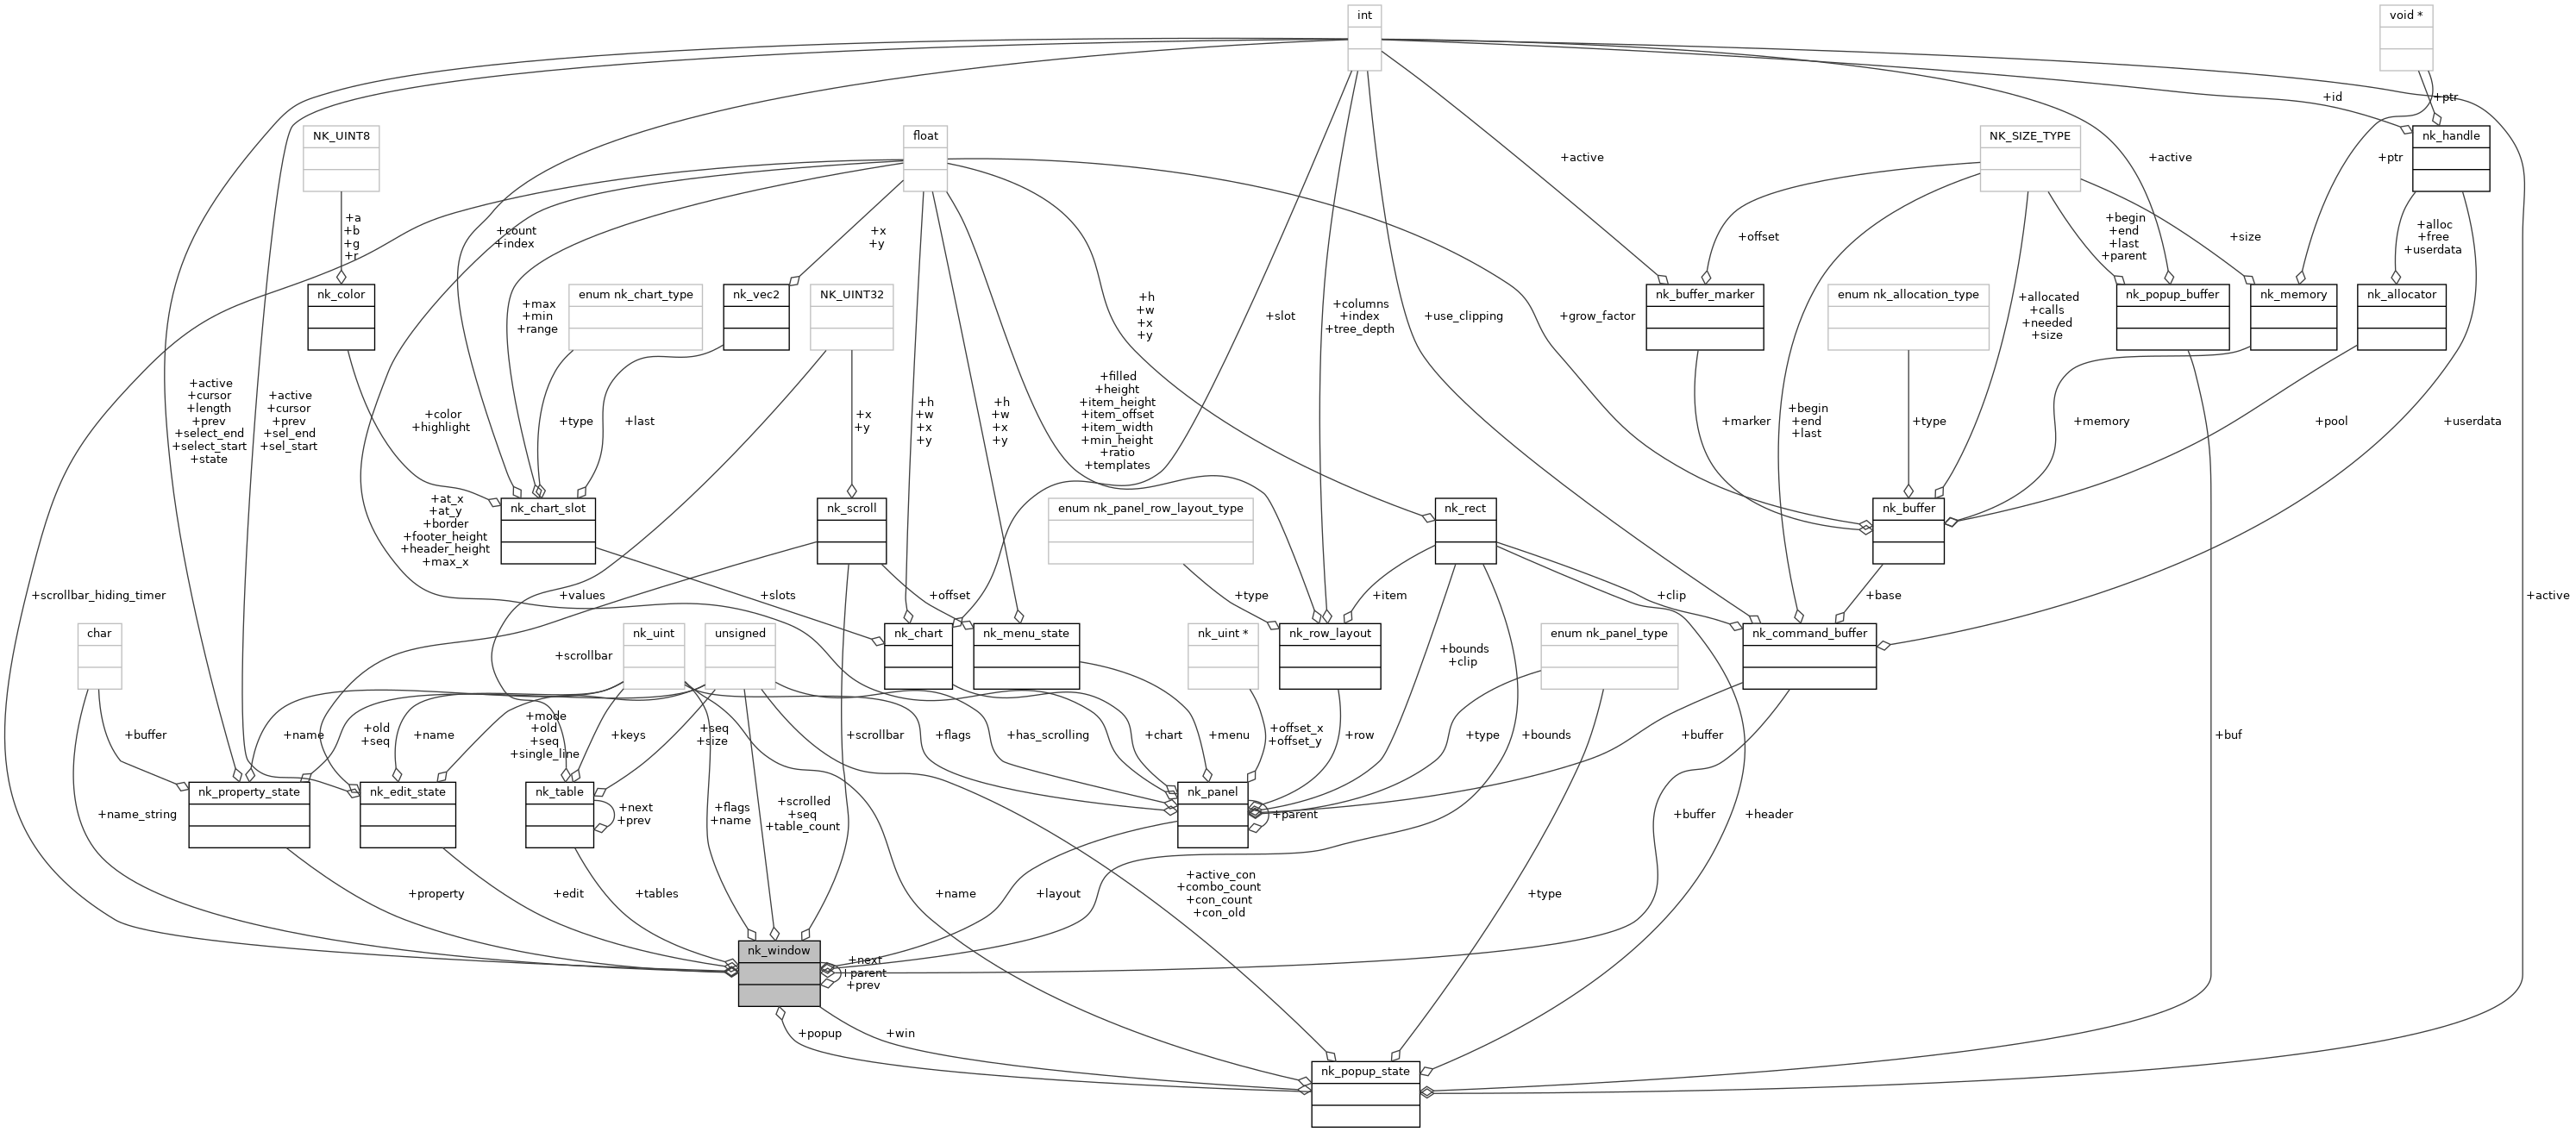 int
void *
+id
+ptr
NK_UINT8
float
NK_SIZE_TYPE
nk_handle
+active
+active
+ptr
+a
+b
+g
+r
+count
+index
+x
+y
+offset
+begin
+end
+last
+parent
+size
+alloc
+free
+userdata
nk_color
enum nk_chart_type
nk_vec2
NK_UINT32
nk_buffer_marker
enum nk_allocation_type
nk_popup_buffer
nk_memory
nk_allocator
+max
+min
+range
+h
+w
+x
+y
+slot
+columns
+index
+tree_depth
+use_clipping
+grow_factor
+allocated
+calls
+needed
+size
+active
+cursor
+length
+prev
+select_end
+select_start
+state
+active
+cursor
+prev
+sel_end
+sel_start
+color
+highlight
+type
+last
+x
+y
+h
+w
+x
+y
+h
+w
+x
+y
+filled
+height
+item_height
+item_offset
+item_width
+min_height
+ratio
+templates
+marker
+begin
+end
+last
+type
+memory
+pool
+userdata
+at_x
+at_y
+border
+footer_height
+header_height
+max_x
nk_chart_slot
nk_scroll
enum nk_panel_row_layout_type
nk_rect
nk_buffer
+scrollbar_hiding_timer
+values
+slots
+offset
+type
+item
+clip
+base
+active
char
nk_uint
unsigned
nk_chart
nk_menu_state
nk_uint *
nk_row_layout
enum nk_panel_type
nk_command_buffer
+scrollbar
+bounds
+clip
+buffer
+name
+old
+seq
+name
+mode
+old
+seq
+single_line
+keys
+seq
+size
+scrollbar
+flags
+has_scrolling
+chart
+menu
+offset_x
+offset_y
+row
+type
+bounds
+buffer
+buf
nk_property_state
nk_edit_state
nk_table
nk_panel
+name_string
+next
+prev
+flags
+name
+scrolled
+seq
+table_count
+parent
+buffer
+header
+property
+edit
+tables
+name
+layout
+active_con
+combo_count
+con_count
+con_old
+type
nk_window
+next
+parent
+prev
+popup
+win
nk_popup_state